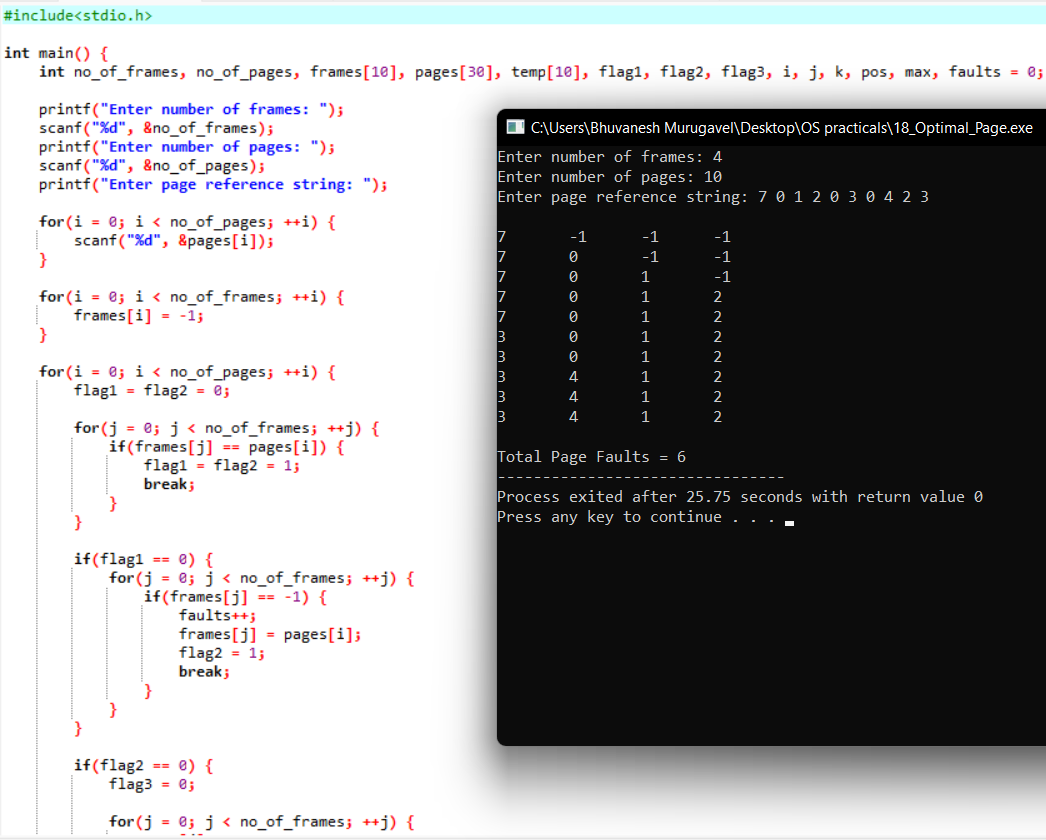 #include<stdio.h>
int main() {
int no_of_frames, no_of_pages, frames[10], pages[30], temp[10], flag1, flag2, flag3, i, j, k, pos, max, faults = 0;
printf("Enter number of frames: ");
scanf("%d", &no_of_frames);
printf("Enter number of pages: ");
scanf("%d", &no_of_pages);
printf("Enter page reference string: ");
for(i = 0; i < no_of_pages; ++i) {
scanf("%d", &pages[i]);
}
for(i = 0; i < no_of_frames; ++i) {
frames[i] = -1;
}
for(i = 0; i < no_of_pages; ++i) {
flag1 = flag2 = 0;
for(j = 0; j < no_of_frames; ++j) {
if(frames[j] == pages[i]) {
flag1 = flag2 = 1;
break;
}
}
if(flag1 == 0) {
for(j = 0; j < no_of_frames; ++j) {
if(frames[j] == -1) {
faults++;
frames[j] = pages[i];
flag2 = 1;
break;
}
}
}
if(flag2 == 0) {
flag3 = 0;
for(j = 0; j < no_of_frames; ++j) {
C:\Users\Bhuvanesh Murugavel\Desktop\OS practicals\18_Optimal_Page.exe
Enter number of frames: 4
Enter number of pages: 10
Enter page reference string: 7 0 1 2 0 3 0 4 2 3
7 -1 -1 -1
7 0 -1 -1
7 0 1 -1
7 0 1 2
7 0 1 2
3 0 1 2
3 0 1 2
3 4 1 2
3 4 1 2
3 4 1 2
Total Page Faults = 6
--------------------------------
Process exited after 25.75 seconds with return value 0
Press any key to continue . . .